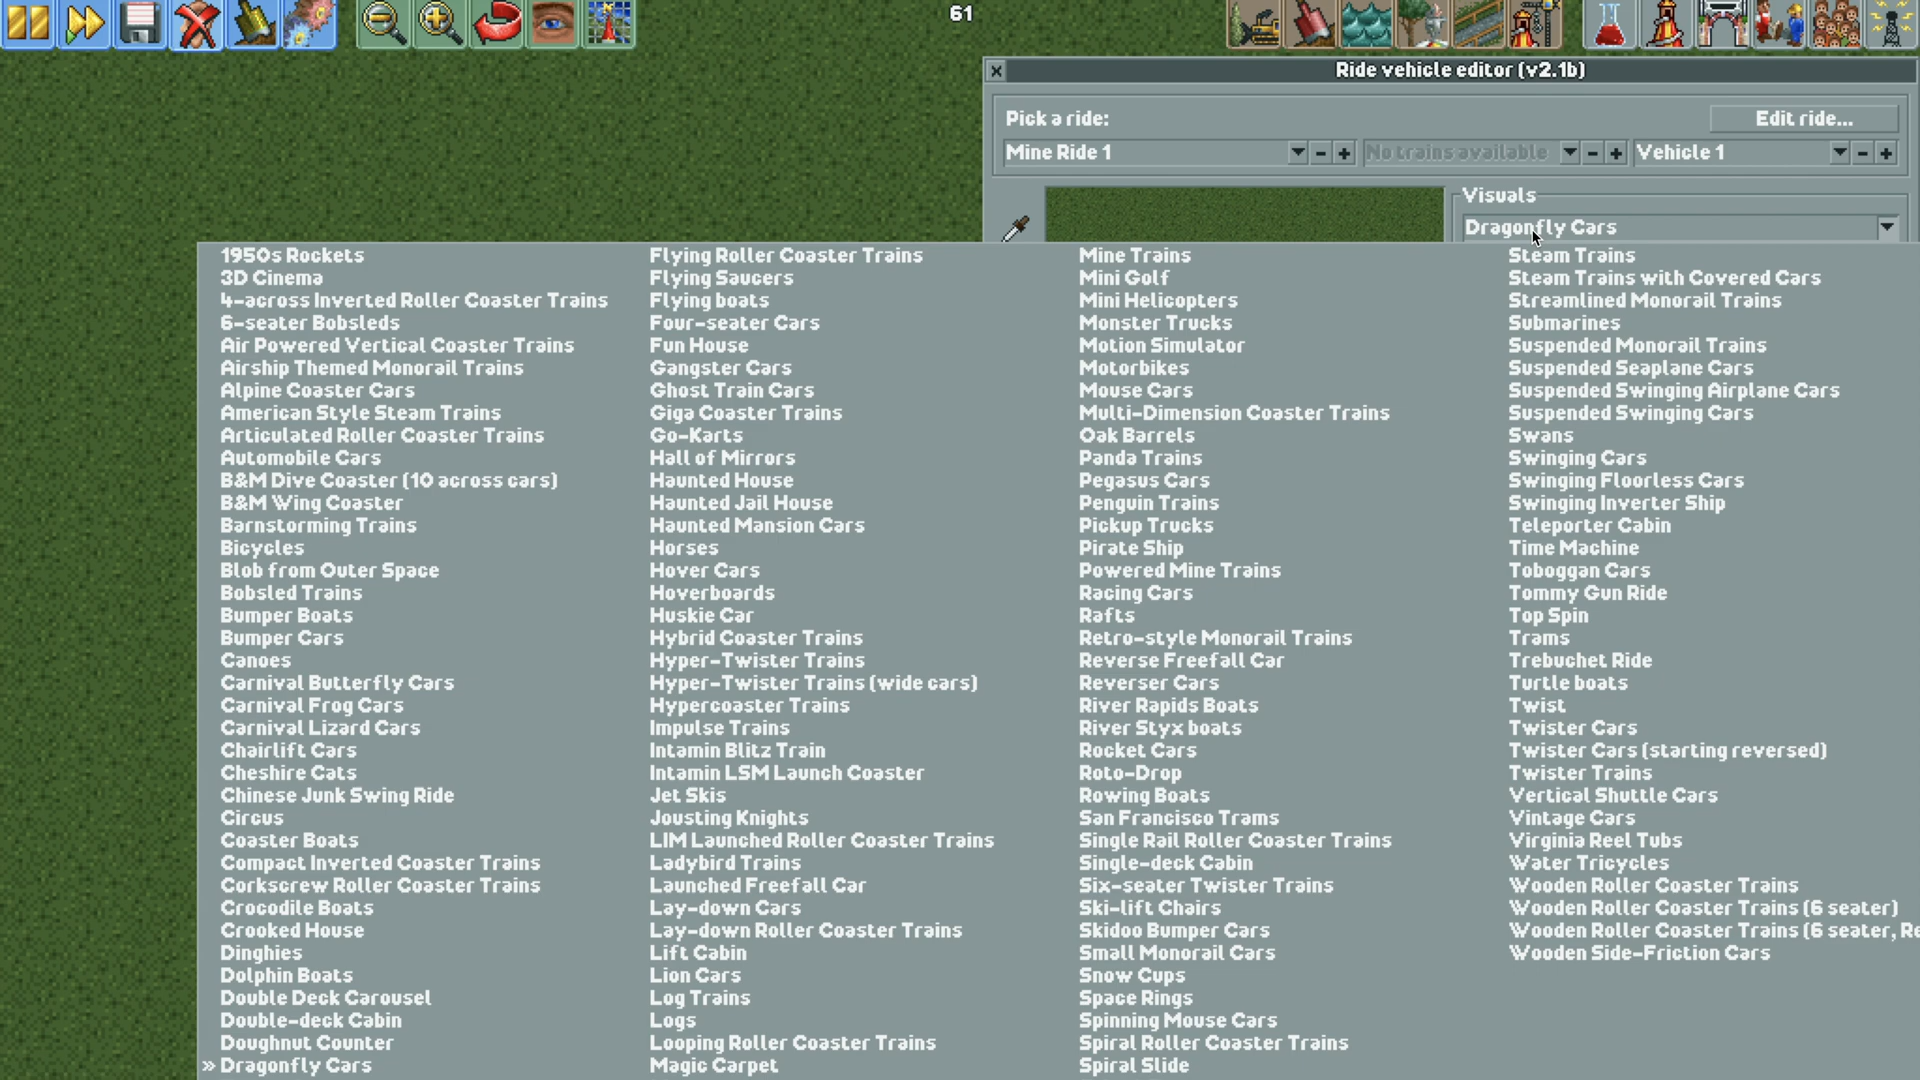 61
Ride vehicle editor (v2.1b)
Pick a ride:
Edit ride...
Mine Ride 1
No trains available
Vehicle 1
Visuals
Dragonfly Cars
1950s Rockets
3D Cinema
4-across Inverted Roller Coaster Trains
6-seater Bobsleds
Air Powered Vertical Coaster Trains
Airship Themed Monorail Trains
Alpine Coaster Cars
American Style Steam Trains
Articulated Roller Coaster Trains
Automobile Cars
B&M Dive Coaster (10 across cars)
B&M Wing Coaster
Barnstorming Trains
Bicycles
Blob from Outer Space
Bobsled Trains
Bumper Boats
Bumper Cars
Canoes
Carnival Butterfly Cars
Carnival Frog Cars
Carnival Lizard Cars
Chairlift Cars
Cheshire Cats
Chinese Junk Swing Ride
Circus
Coaster Boats
Compact Inverted Coaster Trains
Corkscrew Roller Coaster Trains
Crocodile Boats
Crooked House
Dinghies
Dolphin Boats
Double Deck Carousel
Double-deck Cabin
Doughnut Counter
» Dragonfly Cars
Flying Roller Coaster Trains
Flying Saucers
Flying boats
Four-seater Cars
Fun House
Gangster Cars
Ghost Train Cars
Giga Coaster Trains
Go-Karts
Hall of Mirrors
Haunted House
Haunted Jail House
Haunted Mansion Cars
Horses
Hover Cars
Hoverboards
Huskie Car
Hybrid Coaster Trains
Hyper-Twister Trains
Hyper-Twister Trains (wide cars)
Hypercoaster Trains
Impulse Trains
Intamin Blitz Train
Intamin LSM Launch Coaster
Jet Skis
Jousting Knights
LIM Launched Roller Coaster Trains
Ladybird Trains
Launched Freefall Car
Lay-down Cars
Lay-down Roller Coaster Trains
Lift Cabin
Lion Cars
Log Trains
Logs
Looping Roller Coaster Trains
Magic Carpet
Mine Trains
Mini Golf
Mini Helicopters
Monster Trucks
Motion Simulator
Motorbikes
Mouse Cars
Multi-Dimension Coaster Trains
Oak Barrels
Panda Trains
Pegasus Cars
Penguin Trains
Pickup Trucks
Pirate Ship
Powered Mine Trains
Racing Cars
Rafts
Retro-style Monorail Trains
Reverse Freefall Car
Reverser Cars
River Rapids Boats
River Styx boats
Rocket Cars
Roto-Drop
Rowing Boats
San Francisco Trams
Single Rail Roller Coaster Trains
Single-deck Cabin
Six-seater Twister Trains
Ski-lift Chairs
Skidoo Bumper Cars
Small Monorail Cars
Snow Cups
Space Rings
Spinning Mouse Cars
Spiral Roller Coaster Trains
Spiral Slide
Steam Trains
Steam Trains with Covered Cars
Streamlined Monorail Trains
Submarines
Suspended Monorail Trains
Suspended Seaplane Cars
Suspended Swinging Airplane Cars
Suspended Swinging Cars
Swans
Swinging Cars
Swinging Floorless Cars
Swinging Inverter Ship
Teleporter Cabin
Time Machine
Toboggan Cars
Tommy Gun Ride
Top Spin
Trams
Trebuchet Ride
Turtle boats
Twist
Twister Cars
Twister Cars (starting reversed)
Twister Trains
Vertical Shuttle Cars
Vintage Cars
Virginia Reel Tubs
Water Tricycles
Wooden Roller Coaster Trains
Wooden Roller Coaster Trains (6 seater)
Wooden Roller Coaster Trains (6 seater, Re
Wooden Side-Friction Cars